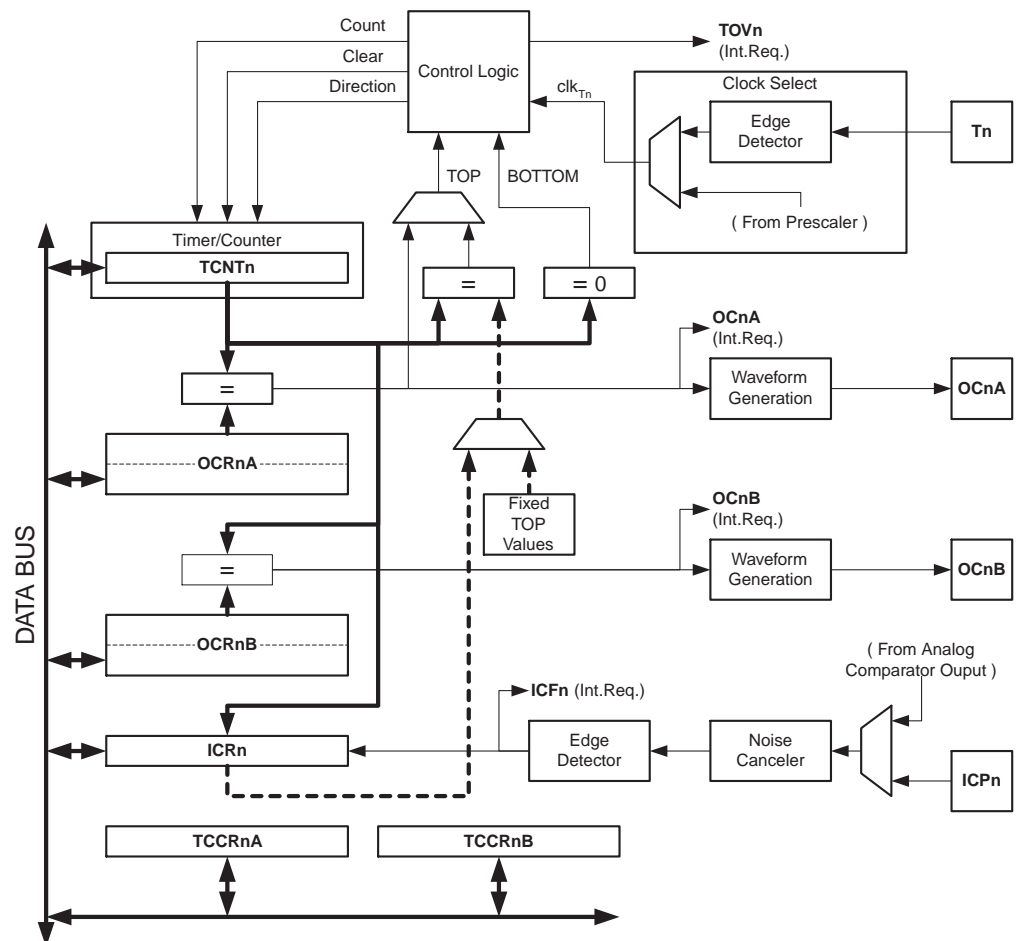 Count
Clear
Direction
Control Logic
TOVn
(Int.Req.)
Clock Select
clkTn
Edge
Detector
Tn
( From Prescaler )
TOP
BOTTOM
Timer/Counter
TCNTn
=
= 0
OCnA
(Int.Req.)
=
Waveform
Generation
OCnA
OCRnA
Fixed
TOP
Values
OCnB
(Int.Req.)
=
Waveform
Generation
OCnB
OCRnB
DATA BUS
( From Analog
Comparator Ouput )
ICFn (Int.Req.)
ICRn
Edge
Detector
Noise
Canceler
ICPn
TCCRnA
TCCRnB